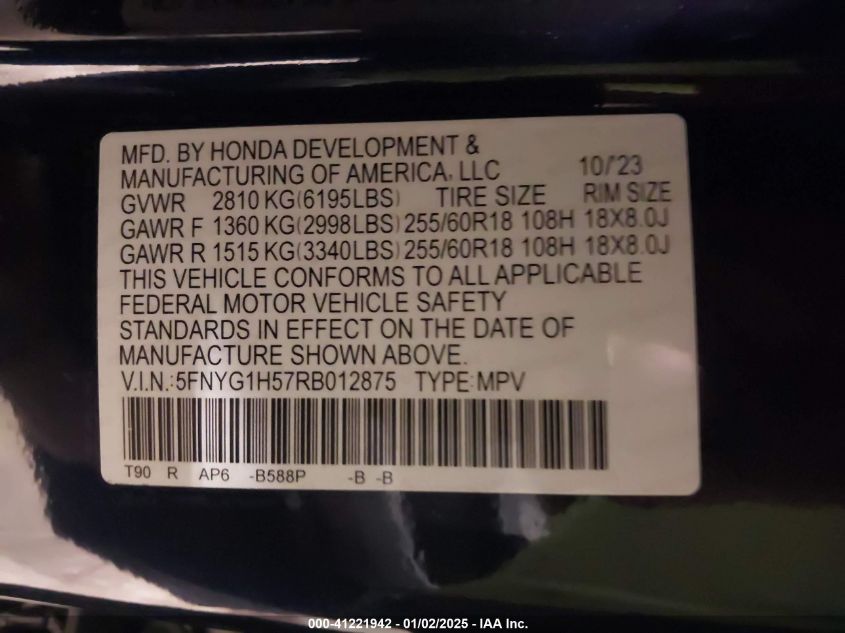 MFD. BY HONDA DEVELOPMENT &
MANUFACTURING OF AMERICA, LLC 10/'23
GVWR 2810 KG(6195LBS) TIRE SIZE RIM SIZE
GAWR F 1360 KG(2998LBS) 255/60R18 108H 18X8.0J
GAWR R 1515 KG(3340LBS) 255/60R18 108H 18X8.0J
THIS VEHICLE CONFORMS TO ALL APPLICABLE
FEDERAL MOTOR VEHICLE SAFETY
STANDARDS IN EFFECT ON THE DATE OF
MANUFACTURE SHOWN ABOVE.
V.I.N.:5FNYG1H57RB012875 TYPE:MPV
T90 R AP6 -B588P -B -B
000-41221942 - 01/02/2025 - IAA Inc.